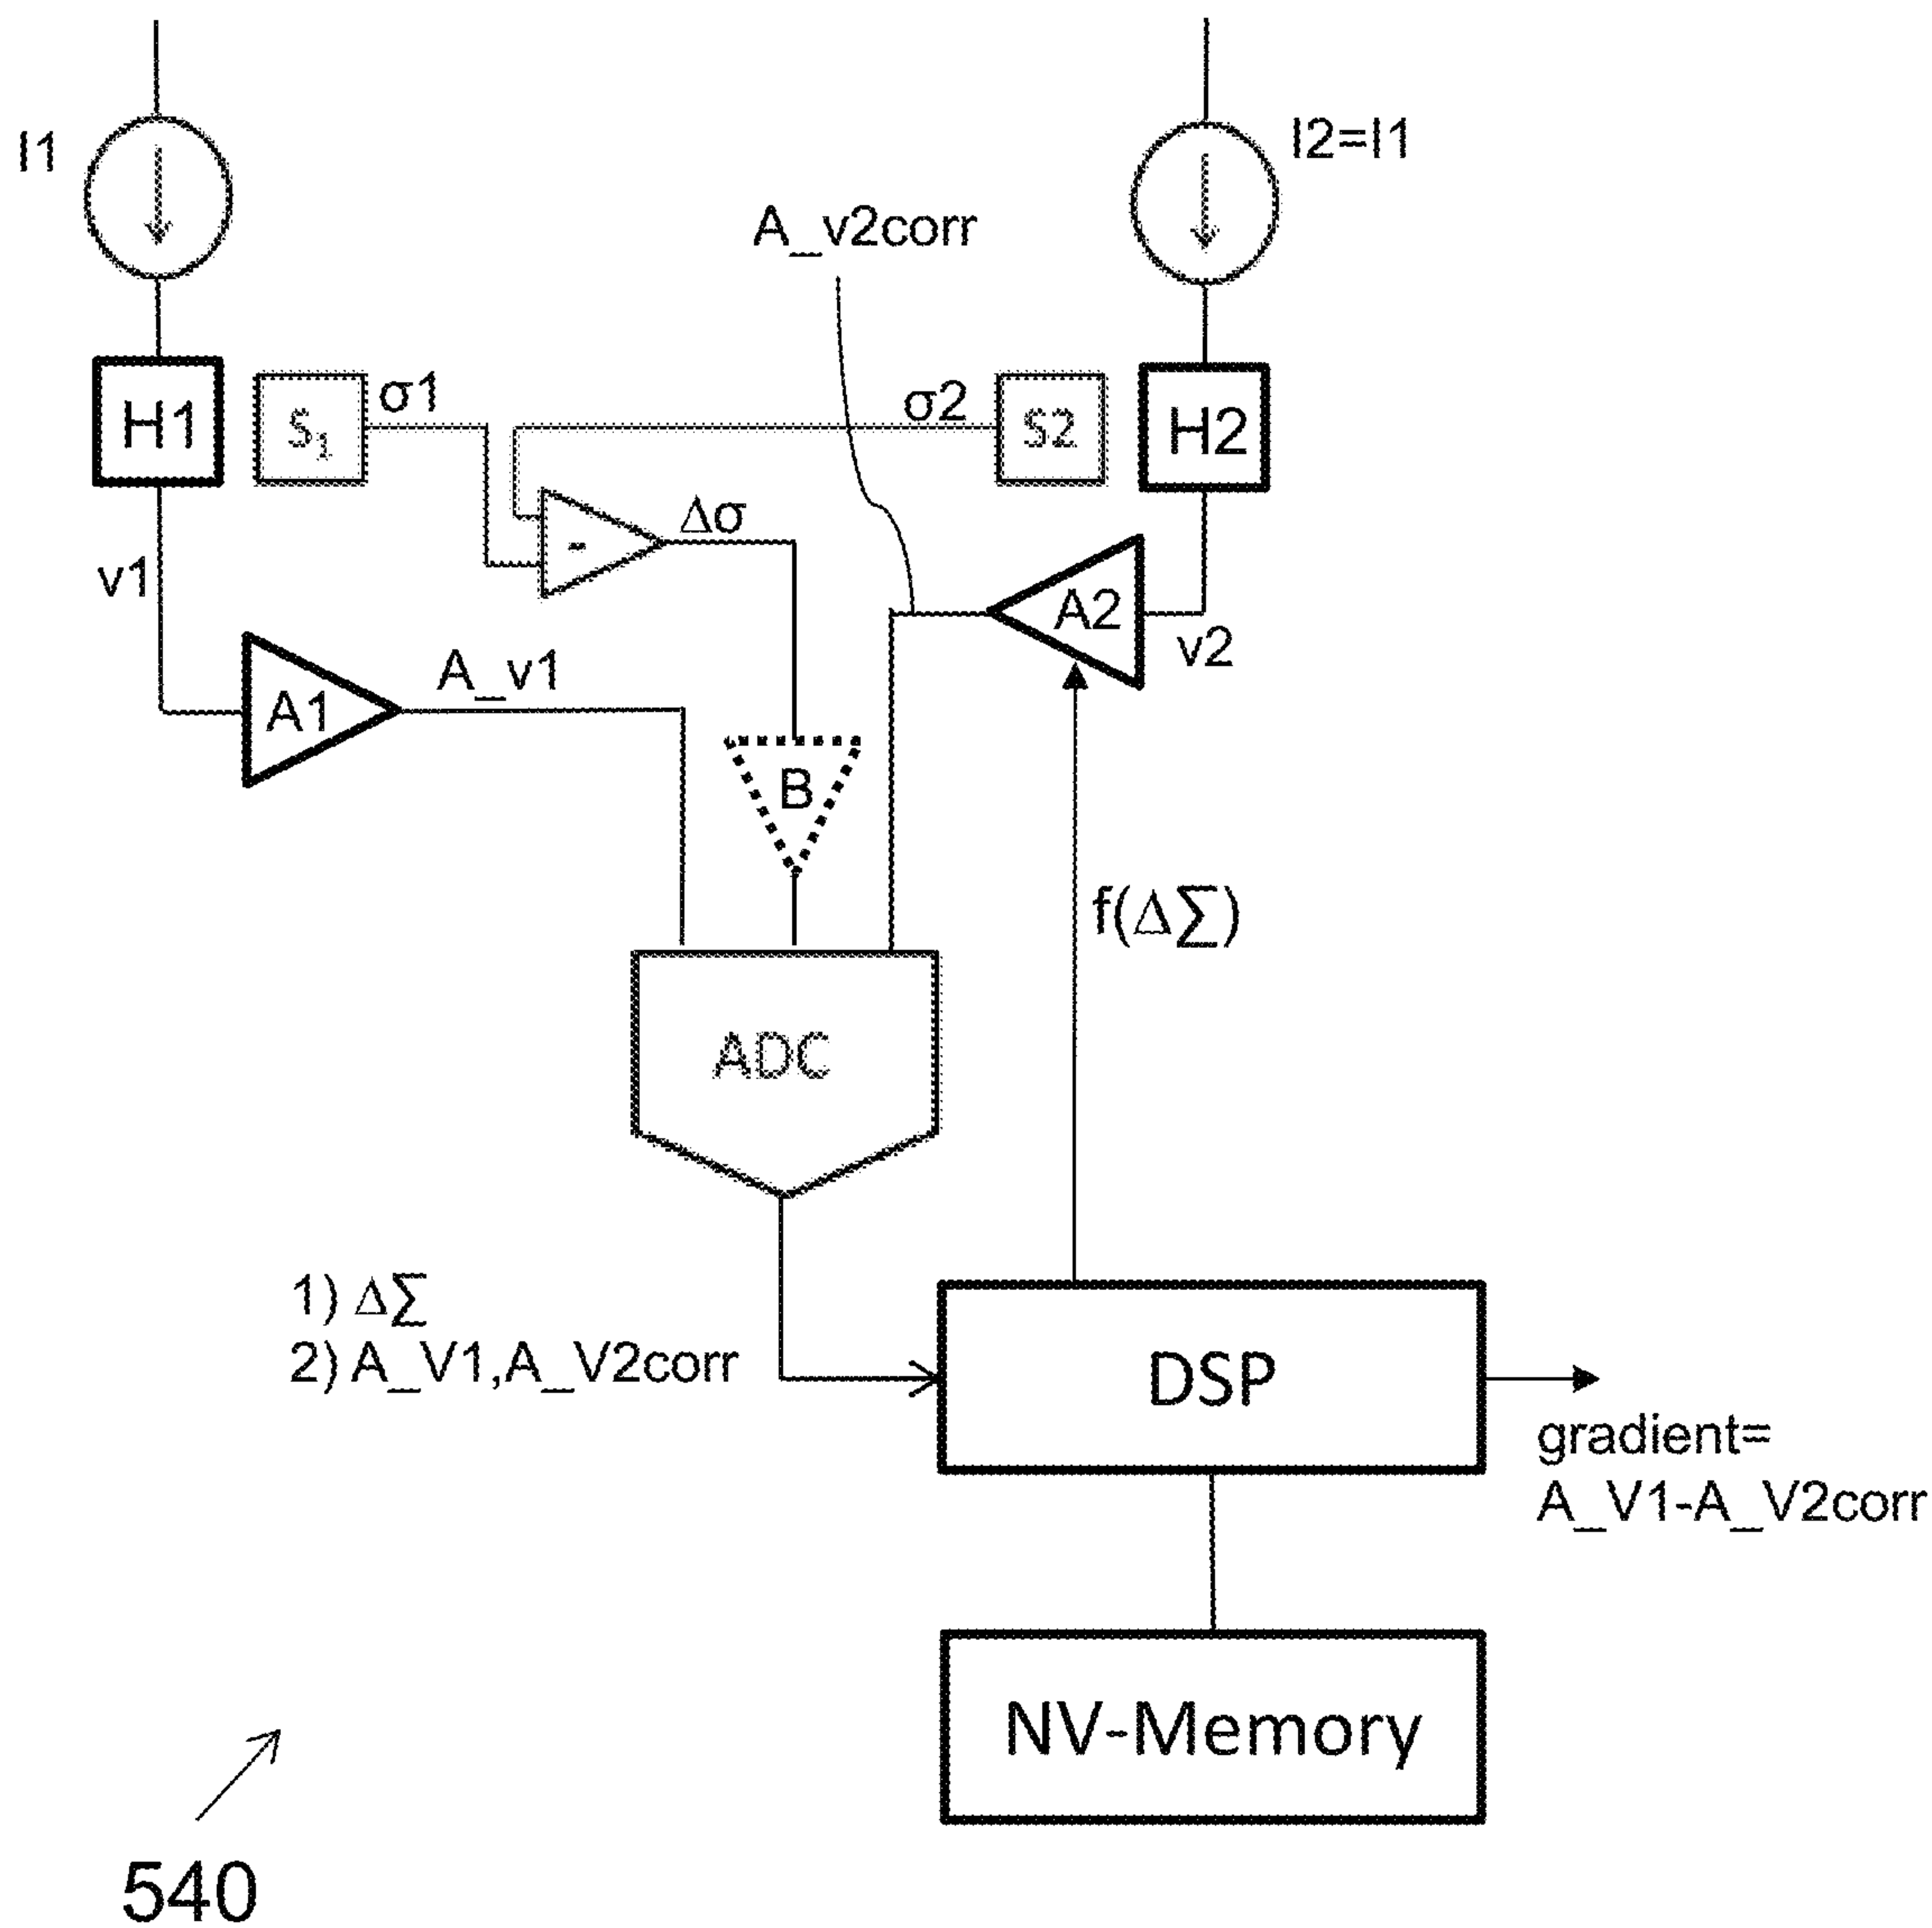 I1
I2=I1
A_v2corr
H1
S1
σ1
σ2
S2
H2
Δσ
-
v1
A2
v2
A_v1
A1
B
f(Δ∑)
ADC
1) Δ∑
2) A_V1,A_V2corr
DSP
gradient=
A_V1-A_V2corr
NV-Memory
540